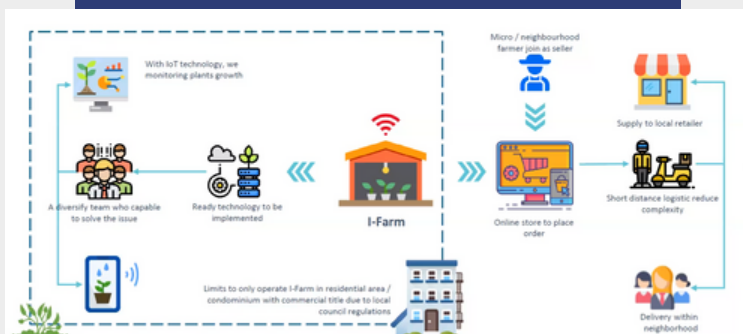 Micro / neighbourhood
farmer join as seller
With IoT technology, we
monitoring plants growth
Supply to local retailer
A diversify team who capable
to solve the issue
Ready technology to be
implemented
I-Farm
Online store to place
order
Short distance logistic reduce
complexity
Limits to only operate I-Farm in residential area /
condominium with commercial title due to local
council regulations
Delivery within
neighborhood